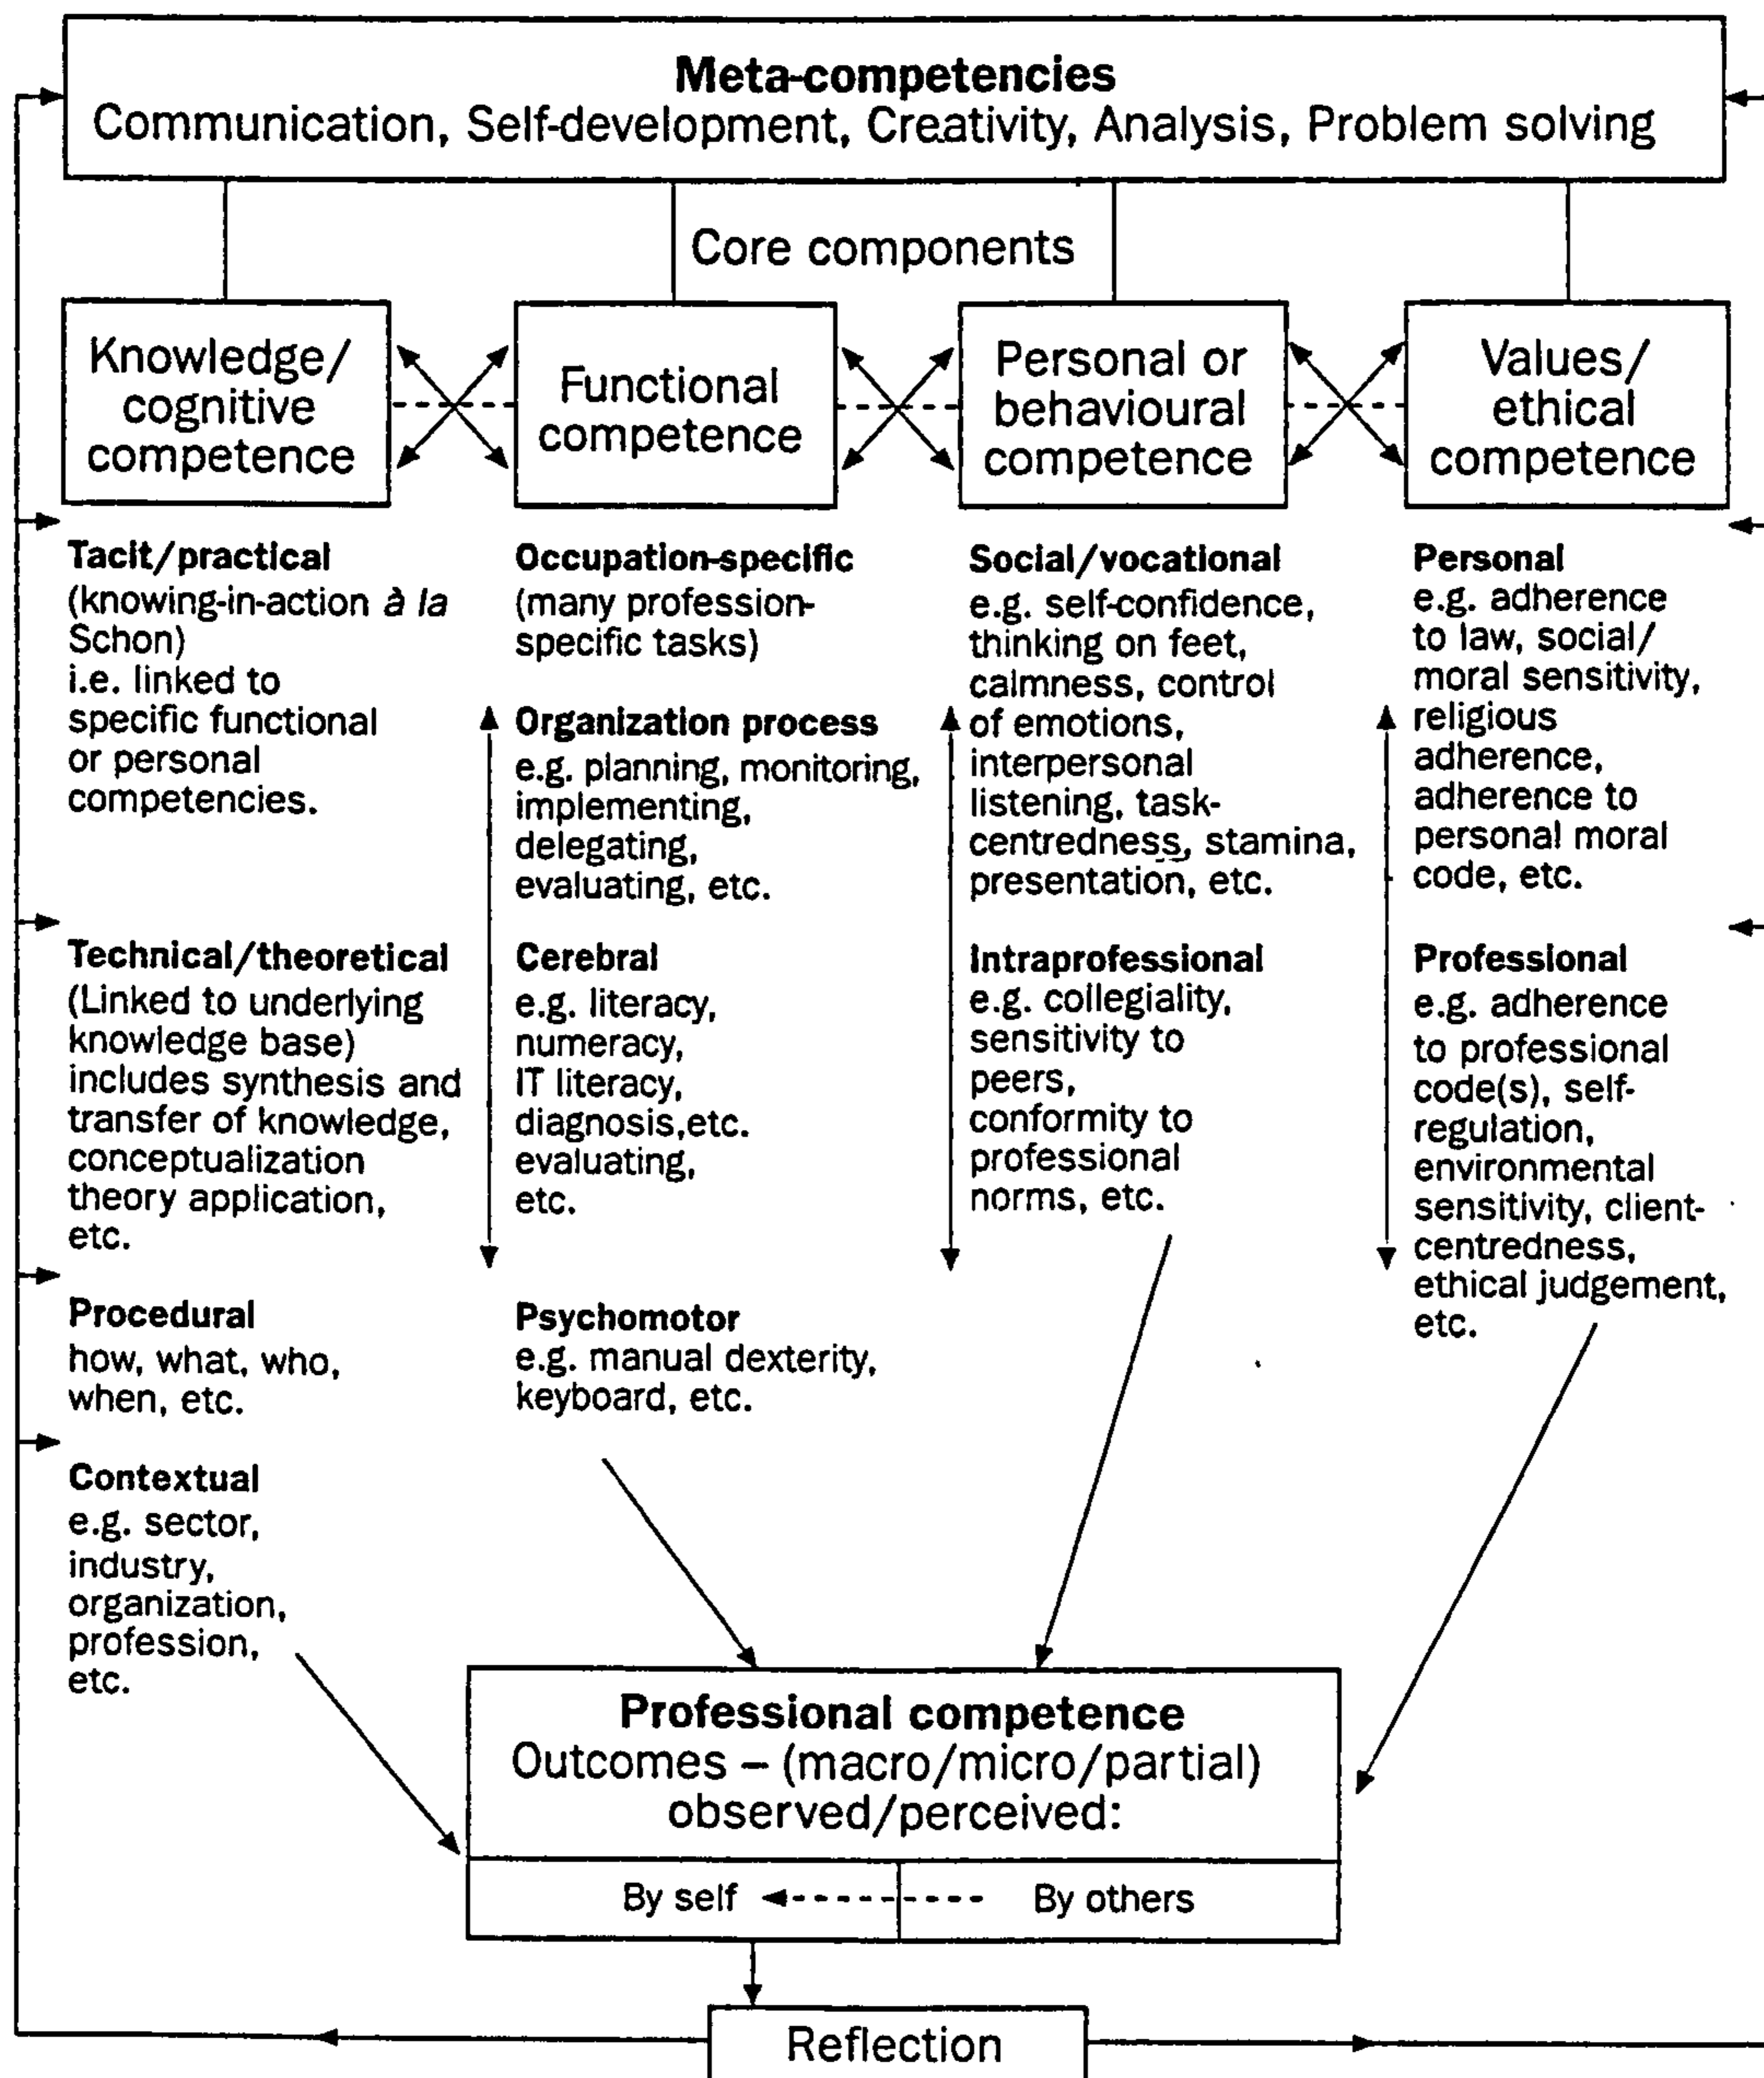 Meta-competencies
Communication, Self-development, Creativity, Analysis, Problem solving
Core components
Knowledge/
cognitive
competence
Functional
competence
Personal or
behavioural
competence
Values/
ethical
competence
Tacit/practical
(knowing-in-action à la
Schon)
i.e. linked to
specific functional
or personal
competencies.
Technical/theoretical
(Linked to underlying
knowledge base)
includes synthesis and
transfer of knowledge,
conceptualization
theory application,
etc.
Procedural
how, what, who,
when, etc.
Contextual
e.g. sector,
industry,
organization,
profession,
etc.
Occupation-specific
(many profession-
specific tasks)
Organization process
e.g. planning, monitoring,
implementing,
delegating,
evaluating, etc.
Cerebral
e.g. literacy,
numeracy,
IT literacy,
diagnosis,etc.
evaluating,
etc.
Psychomotor
e.g. manual dexterity,
keyboard, etc.
Social/vocational
e.g. self-confidence,
thinking on feet,
calmness, control
of emotions,
interpersonal
listening, task-
centredness, stamina,
presentation, etc.
Intraprofessional
e.g. collegiality,
sensitivity to
peers,
conformity to
professional
norms, etc.
Personal
e.g. adherence
to law, social/
moral sensitivity,
religious
adherence,
adherence to
personal moral
code, etc.
Professional
e.g. adherence
to professional
code(s), self-
regulation,
environmental
sensitivity, client-
centredness,
ethical judgement,
etc.
Professional competence
Outcomes – (macro/micro/partial)
observed/perceived:
By self
By others
Reflection